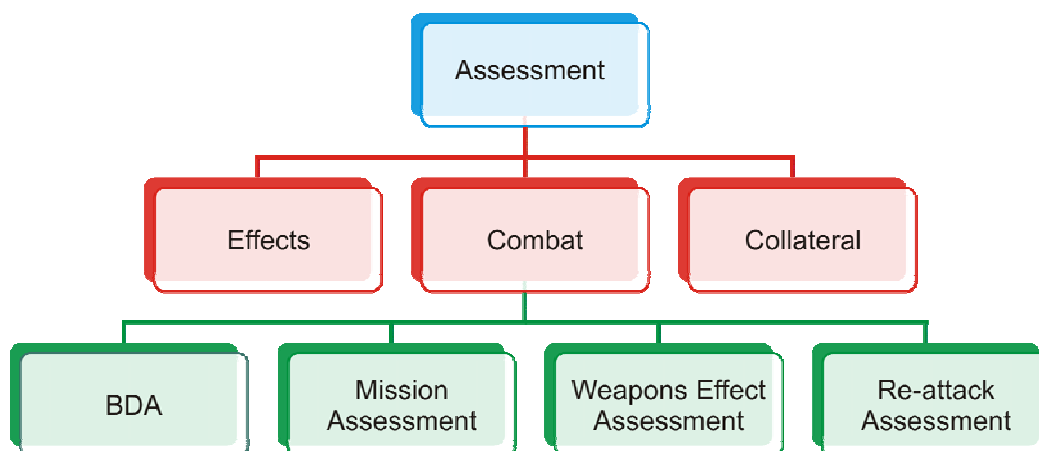 Assessment
Effects
Combat
Collateral
BDA
Mission
Assessment
Weapons Effect
Assessment
Re-attack
Assessment